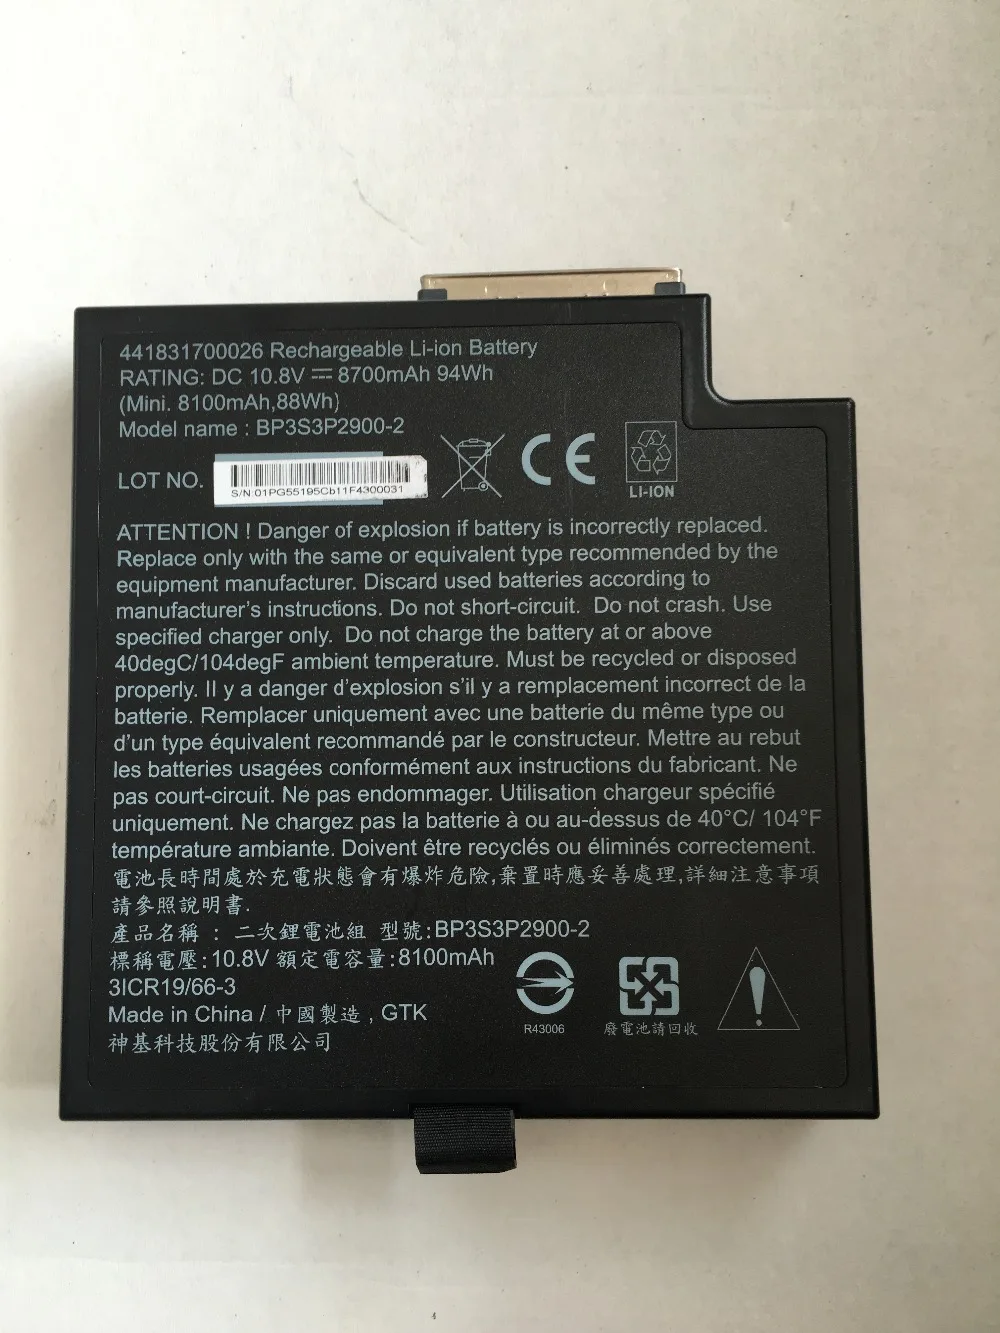 441831700026 Rechargeable Li-ion Battery
RATING: DC 10.8V ⎓ 8700mAh 94Wh
(Mini. 8100mAh,88Wh)
Model name : BP3S3P2900-2
LOT NO.
S/N:01PG55195Cb11F4300031
CE
LI-ION
ATTENTION ! Danger of explosion if battery is incorrectly replaced.
Replace only with the same or equivalent type recommended by the
equipment manufacturer. Discard used batteries according to
manufacturer's instructions. Do not short-circuit. Do not crash. Use
specified charger only. Do not charge the battery at or above
40degC/104degF ambient temperature. Must be recycled or disposed
properly. Il y a danger d'explosion s'il y a remplacement incorrect de la
batterie. Remplacer uniquement avec une batterie du même type ou
d'un type équivalent recommandé par le constructeur. Mettre au rebut
les batteries usagées conformément aux instructions du fabricant. Ne
pas court-circuit. Ne pas endommager. Utilisation chargeur spécifié
uniquement. Ne chargez pas la batterie à ou au-dessus de 40°C/ 104°F
température ambiante. Doivent être recyclés ou éliminés correctement.
電池長時間處於充電狀態會有爆炸危險,棄置時應妥善處理,詳細注意事項
請參照說明書.
產品名稱 : 二次鋰電池組 型號:BP3S3P2900-2
標稱電壓:10.8V 額定電容量:8100mAh
3ICR19/66-3
Made in China / 中國製造 , GTK
神基科技股份有限公司
R43006
廢電池請回收